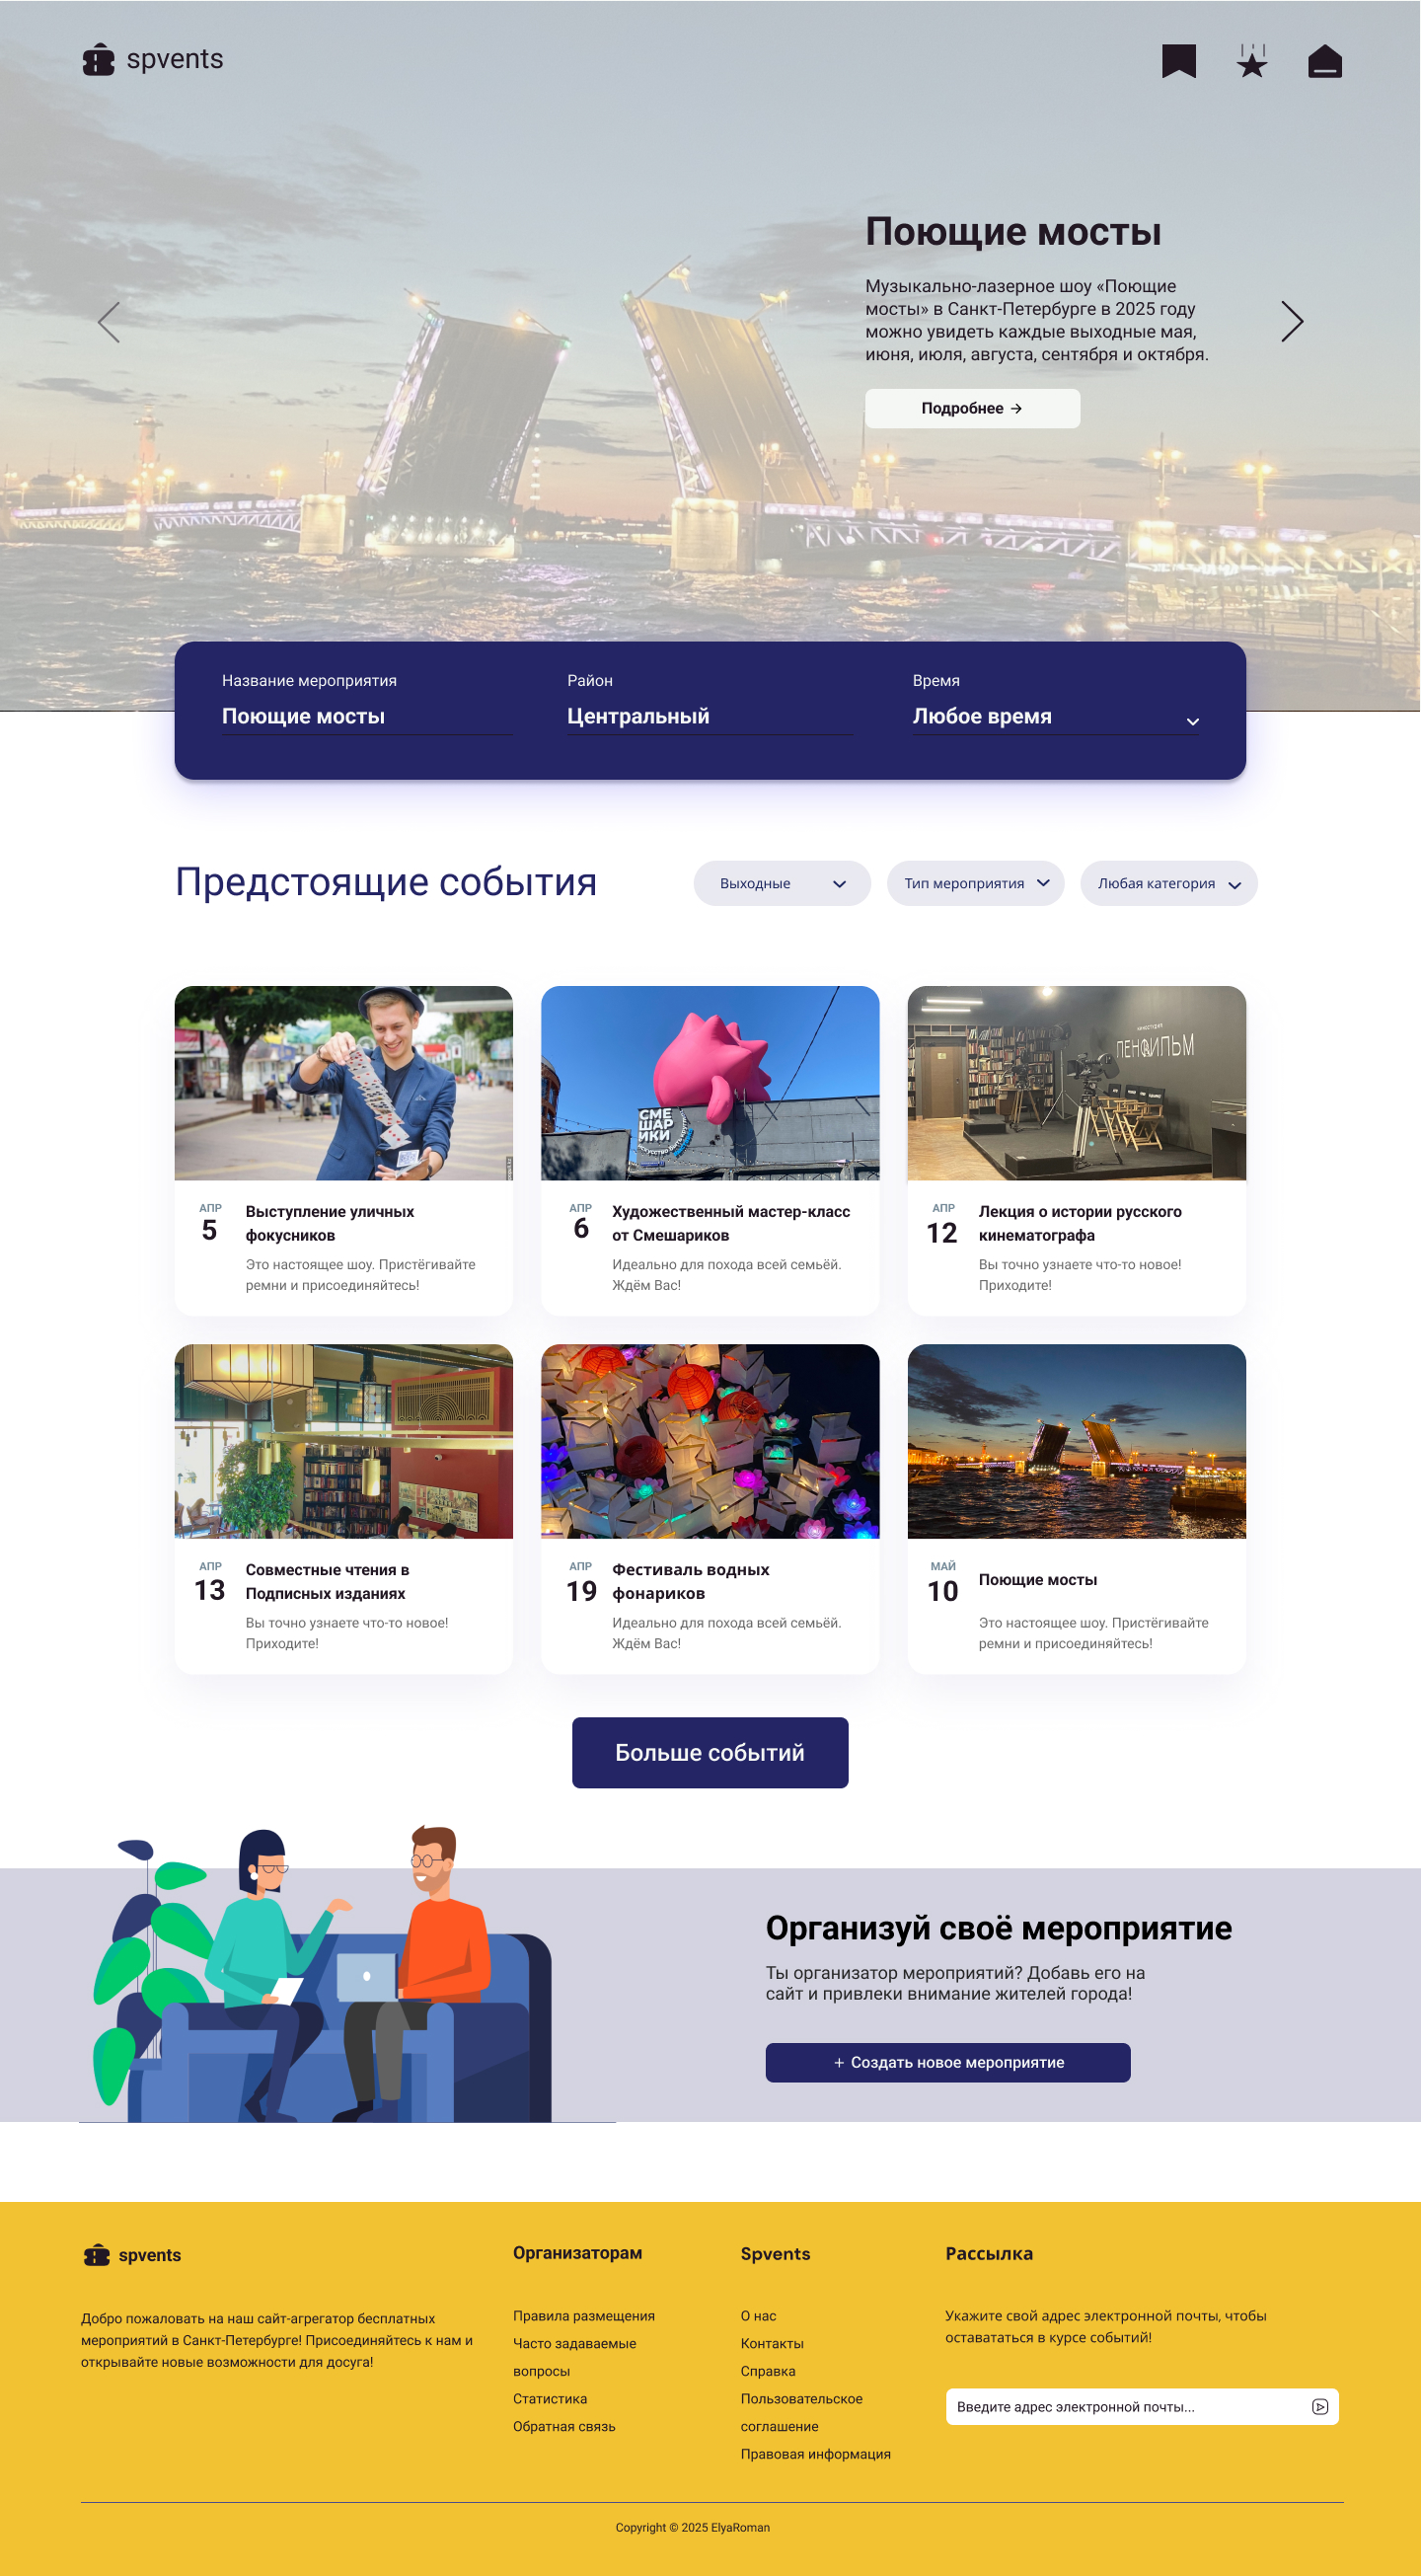 spvents
Поющие мосты
Музыкально-лазерное шоу «Поющие
мосты» в Санкт-Петербурге в 2025 году
можно увидеть каждые выходные мая,
июня, июля, августа, сентября и октября.
Подробнее →
Название мероприятия
Поющие мосты
Район
Центральный
Время
Любое время
Предстоящие события
Выходные
Тип мероприятия
Любая категория
СМЕ
ШАР
ИКИ
ЛЕНФИЛЬМ
АПР
5
Выступление уличных
фокусников
Это настоящее шоу. Пристёгивайте
ремни и присоединяйтесь!
АПР
6
Художественный мастер-класс
от Смешариков
Идеально для похода всей семьёй.
Ждём Вас!
АПР
12
Лекция о истории русского
кинематографа
Вы точно узнаете что-то новое!
Приходите!
АПР
13
Совместные чтения в
Подписных изданиях
Вы точно узнаете что-то новое!
Приходите!
АПР
19
Фестиваль водных
фонариков
Идеально для похода всей семьёй.
Ждём Вас!
МАЙ
10
Поющие мосты
Это настоящее шоу. Пристёгивайте
ремни и присоединяйтесь!
Больше событий
Организуй своё мероприятие
Ты организатор мероприятий? Добавь его на
сайт и привлеки внимание жителей города!
+ Создать новое мероприятие
spvents
Добро пожаловать на наш сайт-агрегатор бесплатных
мероприятий в Санкт-Петербурге! Присоединяйтесь к нам и
открывайте новые возможности для досуга!
Организаторам
Правила размещения
Часто задаваемые
вопросы
Статистика
Обратная связь
Spvents
О нас
Контакты
Справка
Пользовательское
соглашение
Правовая информация
Рассылка
Укажите свой адрес электронной почты, чтобы
оставататься в курсе событий!
Введите адрес электронной почты...
Copyright © 2025 ElyaRoman